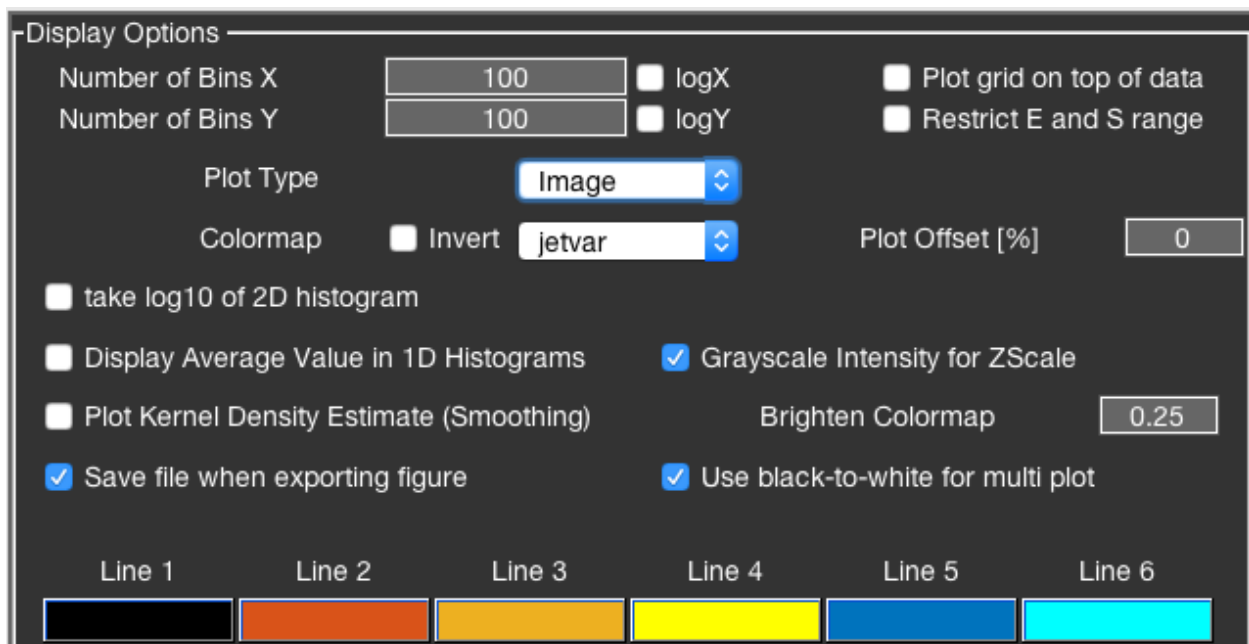 Display Options
Number of Bins X 100 logX Plot grid on top of data
Number of Bins Y 100 logY Restrict E and S range
Plot Type Image
Colormap Invert jetvar Plot Offset [%] 0
take log10 of 2D histogram
Display Average Value in 1D Histograms Grayscale Intensity for ZScale
Plot Kernel Density Estimate (Smoothing) Brighten Colormap 0.25
Save file when exporting figure Use black-to-white for multi plot
Line 1 Line 2 Line 3 Line 4 Line 5 Line 6